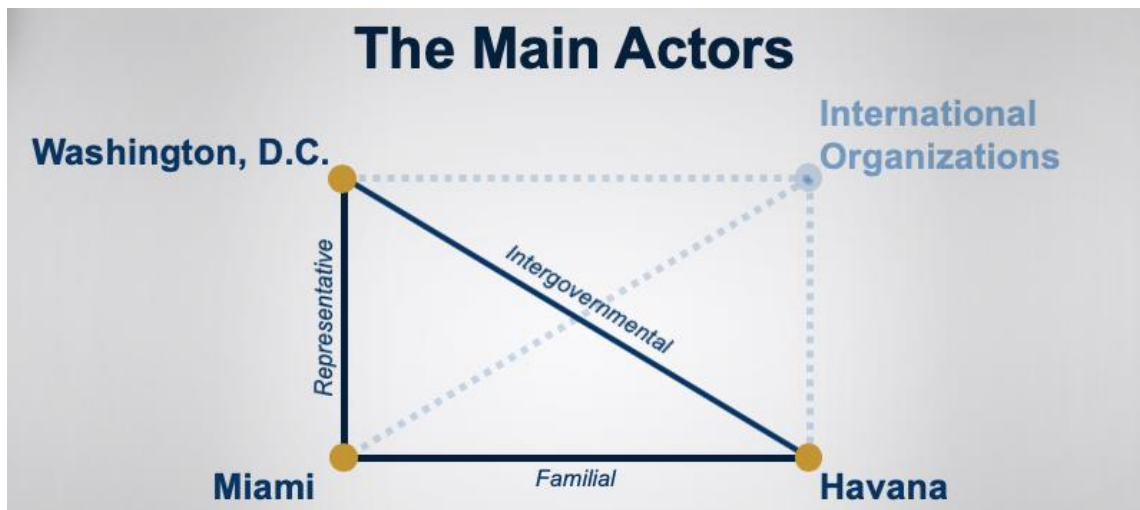 The Main Actors
International
Organizations
Washington, D.C.
Representative
Intergovernmental
Familial
Miami
Havana